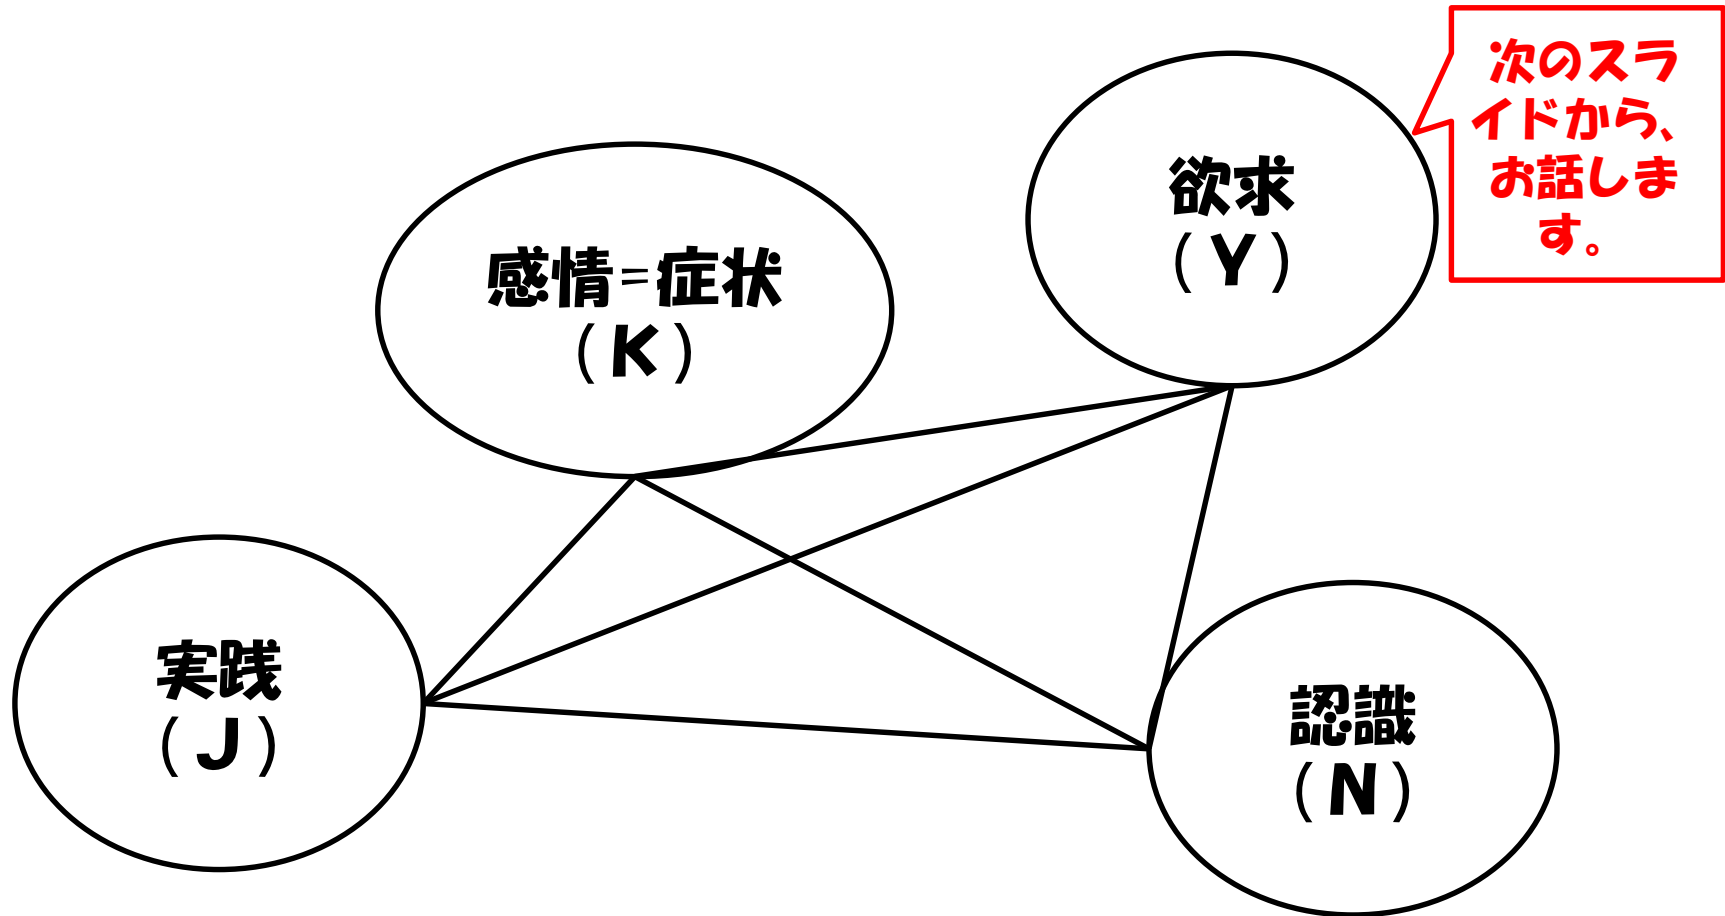 次のスラ
イドから、
お話しま
す。
欲求
（Y）
感情=症状
（K）
実践
（J）
認識
（N）